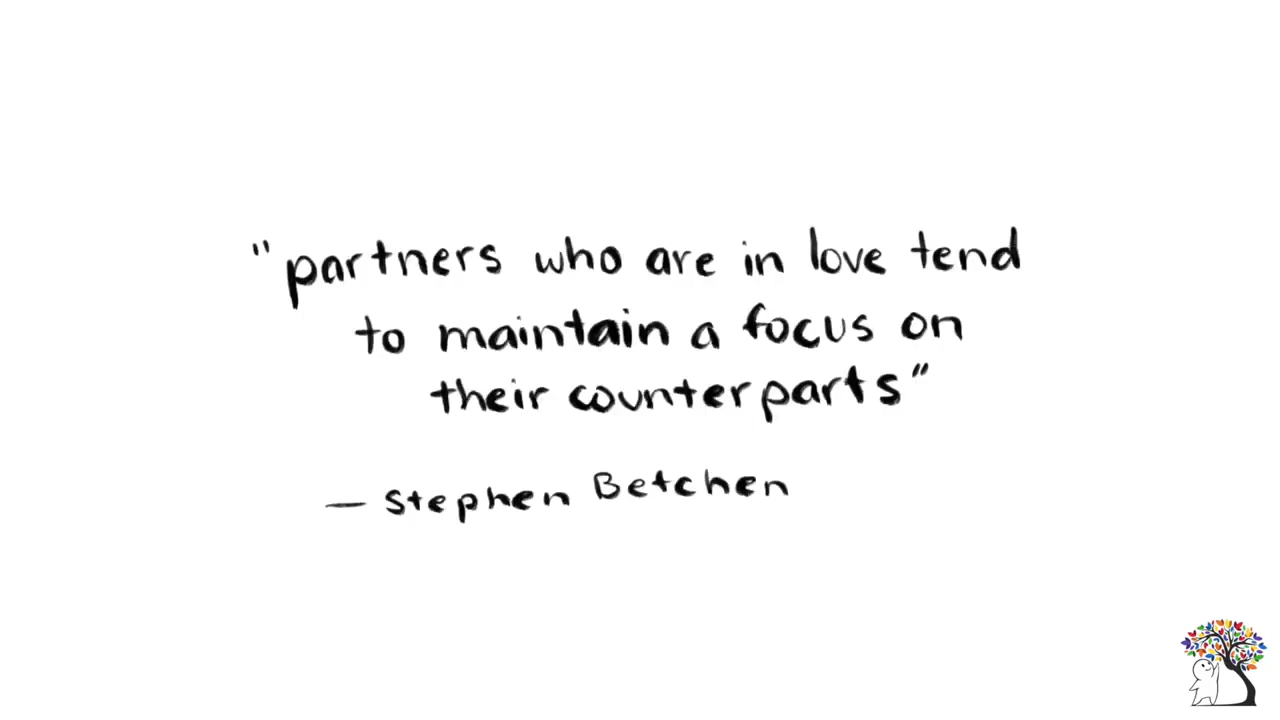 "partners who are in love tend
to maintain a focus on
their counterparts"
— Stephen Betchen